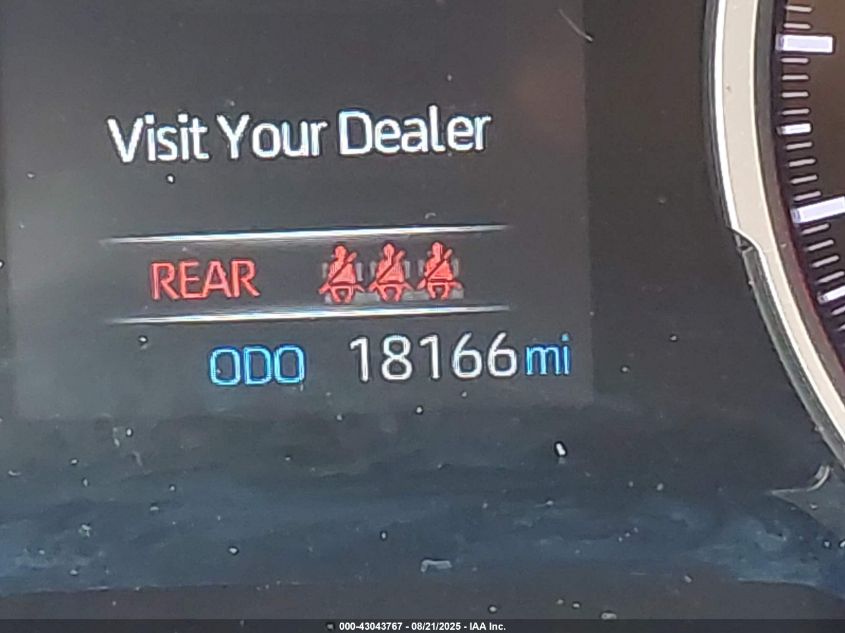 Visit Your Dealer
REAR
ODO 18166 mi
000-43043767 - 08/21/2025 - IAA Inc.